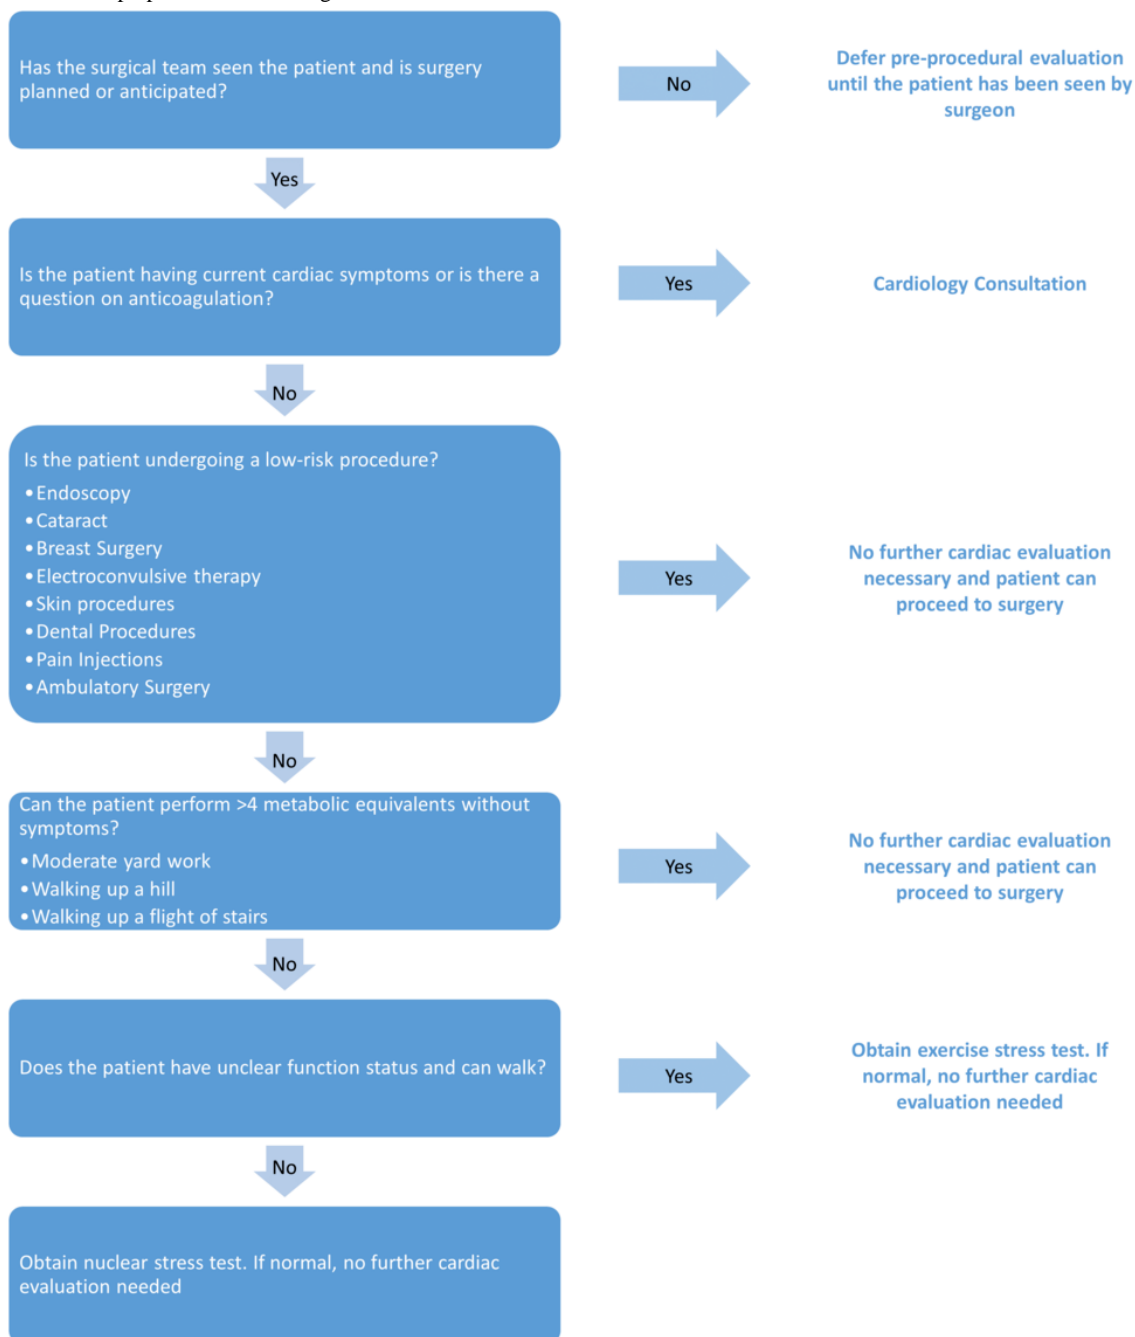 Has the surgical team seen the patient and is surgery
planned or anticipated?
No
Defer pre-procedural evaluation
until the patient has been seen by
surgeon
Yes
Is the patient having current cardiac symptoms or is there a
question on anticoagulation?
Yes
Cardiology Consultation
No
Is the patient undergoing a low-risk procedure?
•Endoscopy
•Cataract
•Breast Surgery
•Electroconvulsive therapy
•Skin procedures
•Dental Procedures
•Pain Injections
•Ambulatory Surgery
Yes
No further cardiac evaluation
necessary and patient can
proceed to surgery
No
Can the patient perform >4 metabolic equivalents without
symptoms?
•Moderate yard work
•Walking up a hill
•Walking up a flight of stairs
Yes
No further cardiac evaluation
necessary and patient can
proceed to surgery
No
Does the patient have unclear function status and can walk?
Yes
Obtain exercise stress test. If
normal, no further cardiac
evaluation needed
No
Obtain nuclear stress test. If normal, no further cardiac
evaluation needed